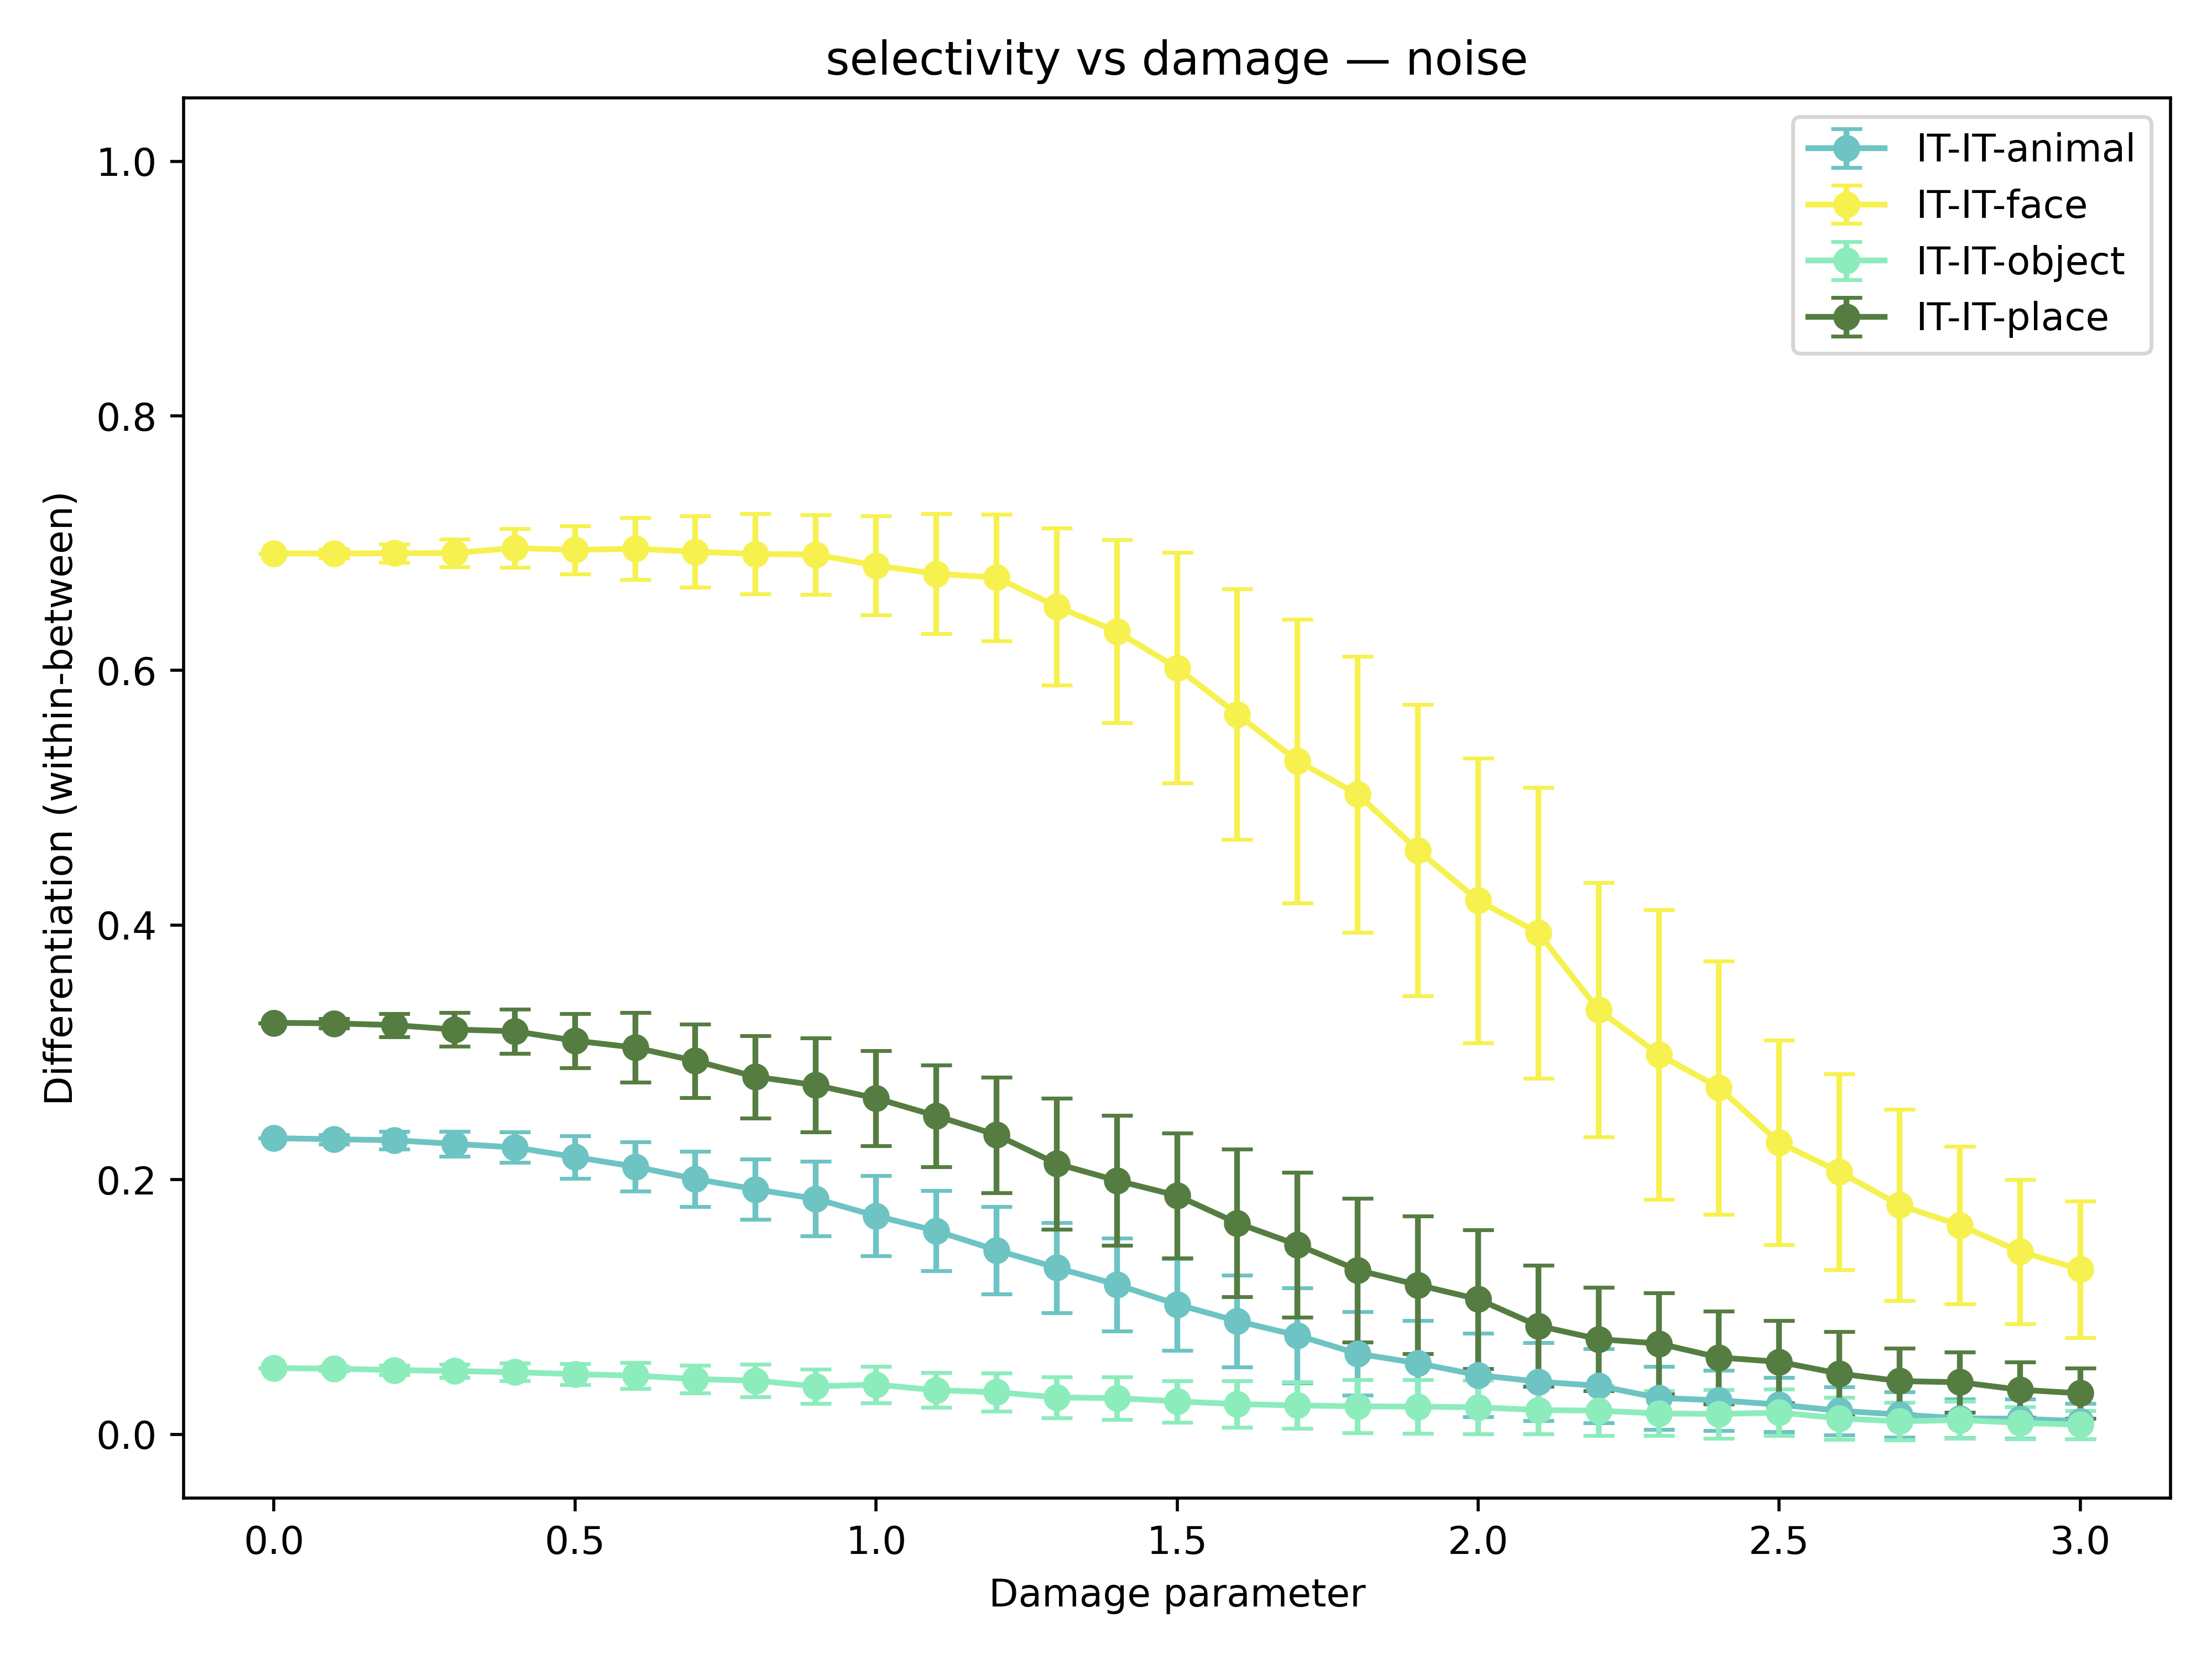 selectivity vs damage — noise
IT-IT-animal
IT-IT-face
IT-IT-object
IT-IT-place
Differentiation (within-between)
1.0
0.8
0.6
0.4
0.2
0.0
0.0 0.5 1.0 1.5 2.0 2.5 3.0
Damage parameter